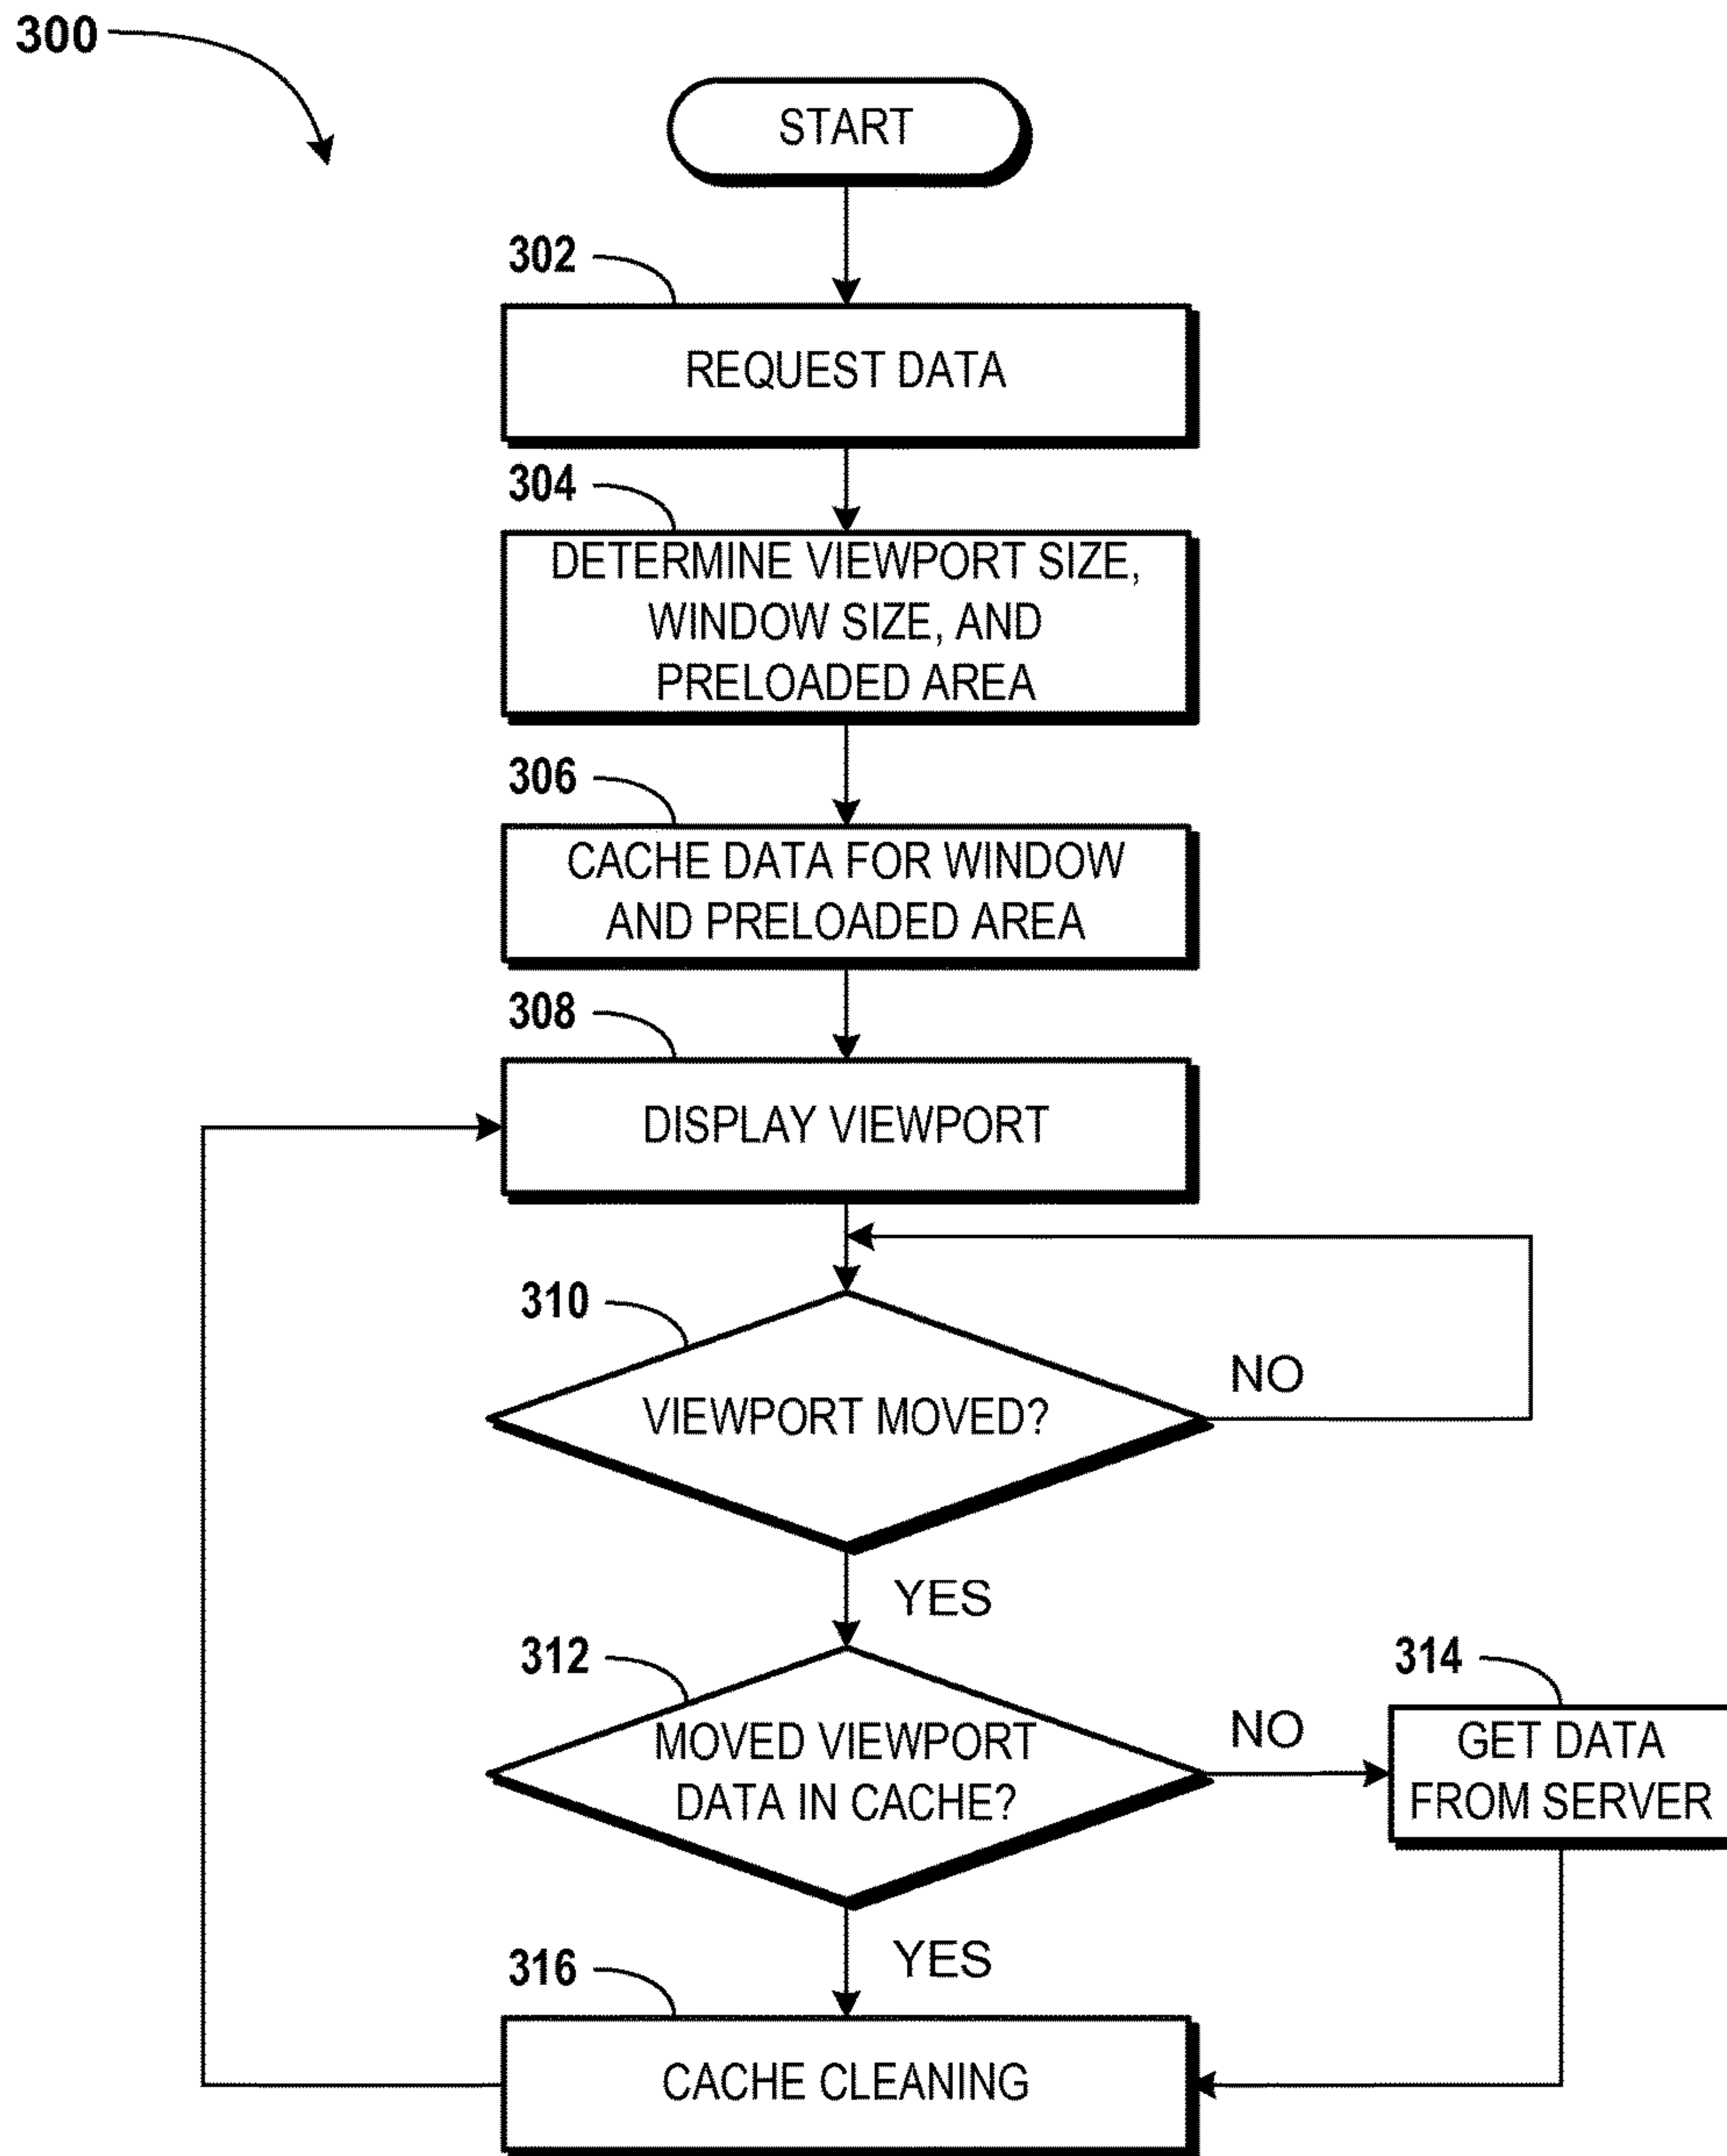 300
START
302
REQUEST DATA
304
DETERMINE VIEWPORT SIZE,
WINDOW SIZE, AND
PRELOADED AREA
306
CACHE DATA FOR WINDOW
AND PRELOADED AREA
308
DISPLAY VIEWPORT
310
VIEWPORT MOVED?
NO
YES
312
MOVED VIEWPORT
DATA IN CACHE?
NO
314
GET DATA
FROM SERVER
YES
316
CACHE CLEANING